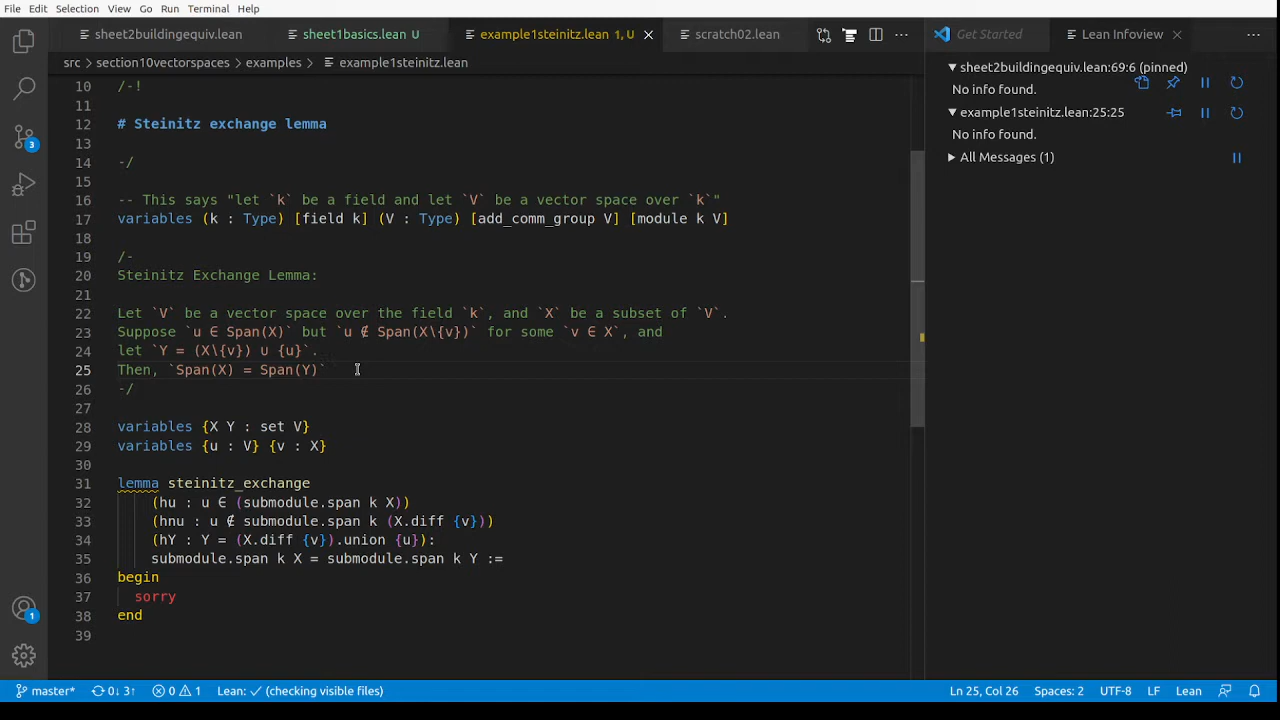 File Edit Selection View Go Run Terminal Help
sheet2buildingequiv.lean sheet1basics.lean U example1steinitz.lean 1, U scratch02.lean Get Started Lean Infoview
src section10vectorspaces examples example1steinitz.lean
10 /-!
11
12 # Steinitz exchange lemma
13
14 -/
15
16 -- This says "let `k` be a field and let `V` be a vector space over `k`"
17 variables (k : Type) [field k] (V : Type) [add_comm_group V] [module k V]
18
19 /-
20 Steinitz Exchange Lemma:
21
22 Let `V` be a vector space over the field `k`, and `X` be a subset of `V`.
23 Suppose `u ∈ Span(X)` but `u ∉ Span(X\{v})` for some `v ∈ X`, and
24 let `Y = (X\{v}) ∪ {u}`.
25 Then, `Span(X) = Span(Y)`
26 -/
27
28 variables {X Y : set V}
29 variables {u : V} {v : X}
30
31 lemma steinitz_exchange
32 (hu : u ∈ (submodule.span k X))
33 (hnu : u ∉ submodule.span k (X.diff {v}))
34 (hY : Y = (X.diff {v}).union {u}):
35 submodule.span k X = submodule.span k Y :=
36 begin
37 sorry
38 end
39
sheet2buildingequiv.lean:69:6 (pinned)
No info found.
example1steinitz.lean:25:25
No info found.
All Messages (1)
3
1
master* 0↓ 3↑ 0 1 Lean: ✓ (checking visible files) Ln 25, Col 26 Spaces: 2 UTF-8 LF Lean